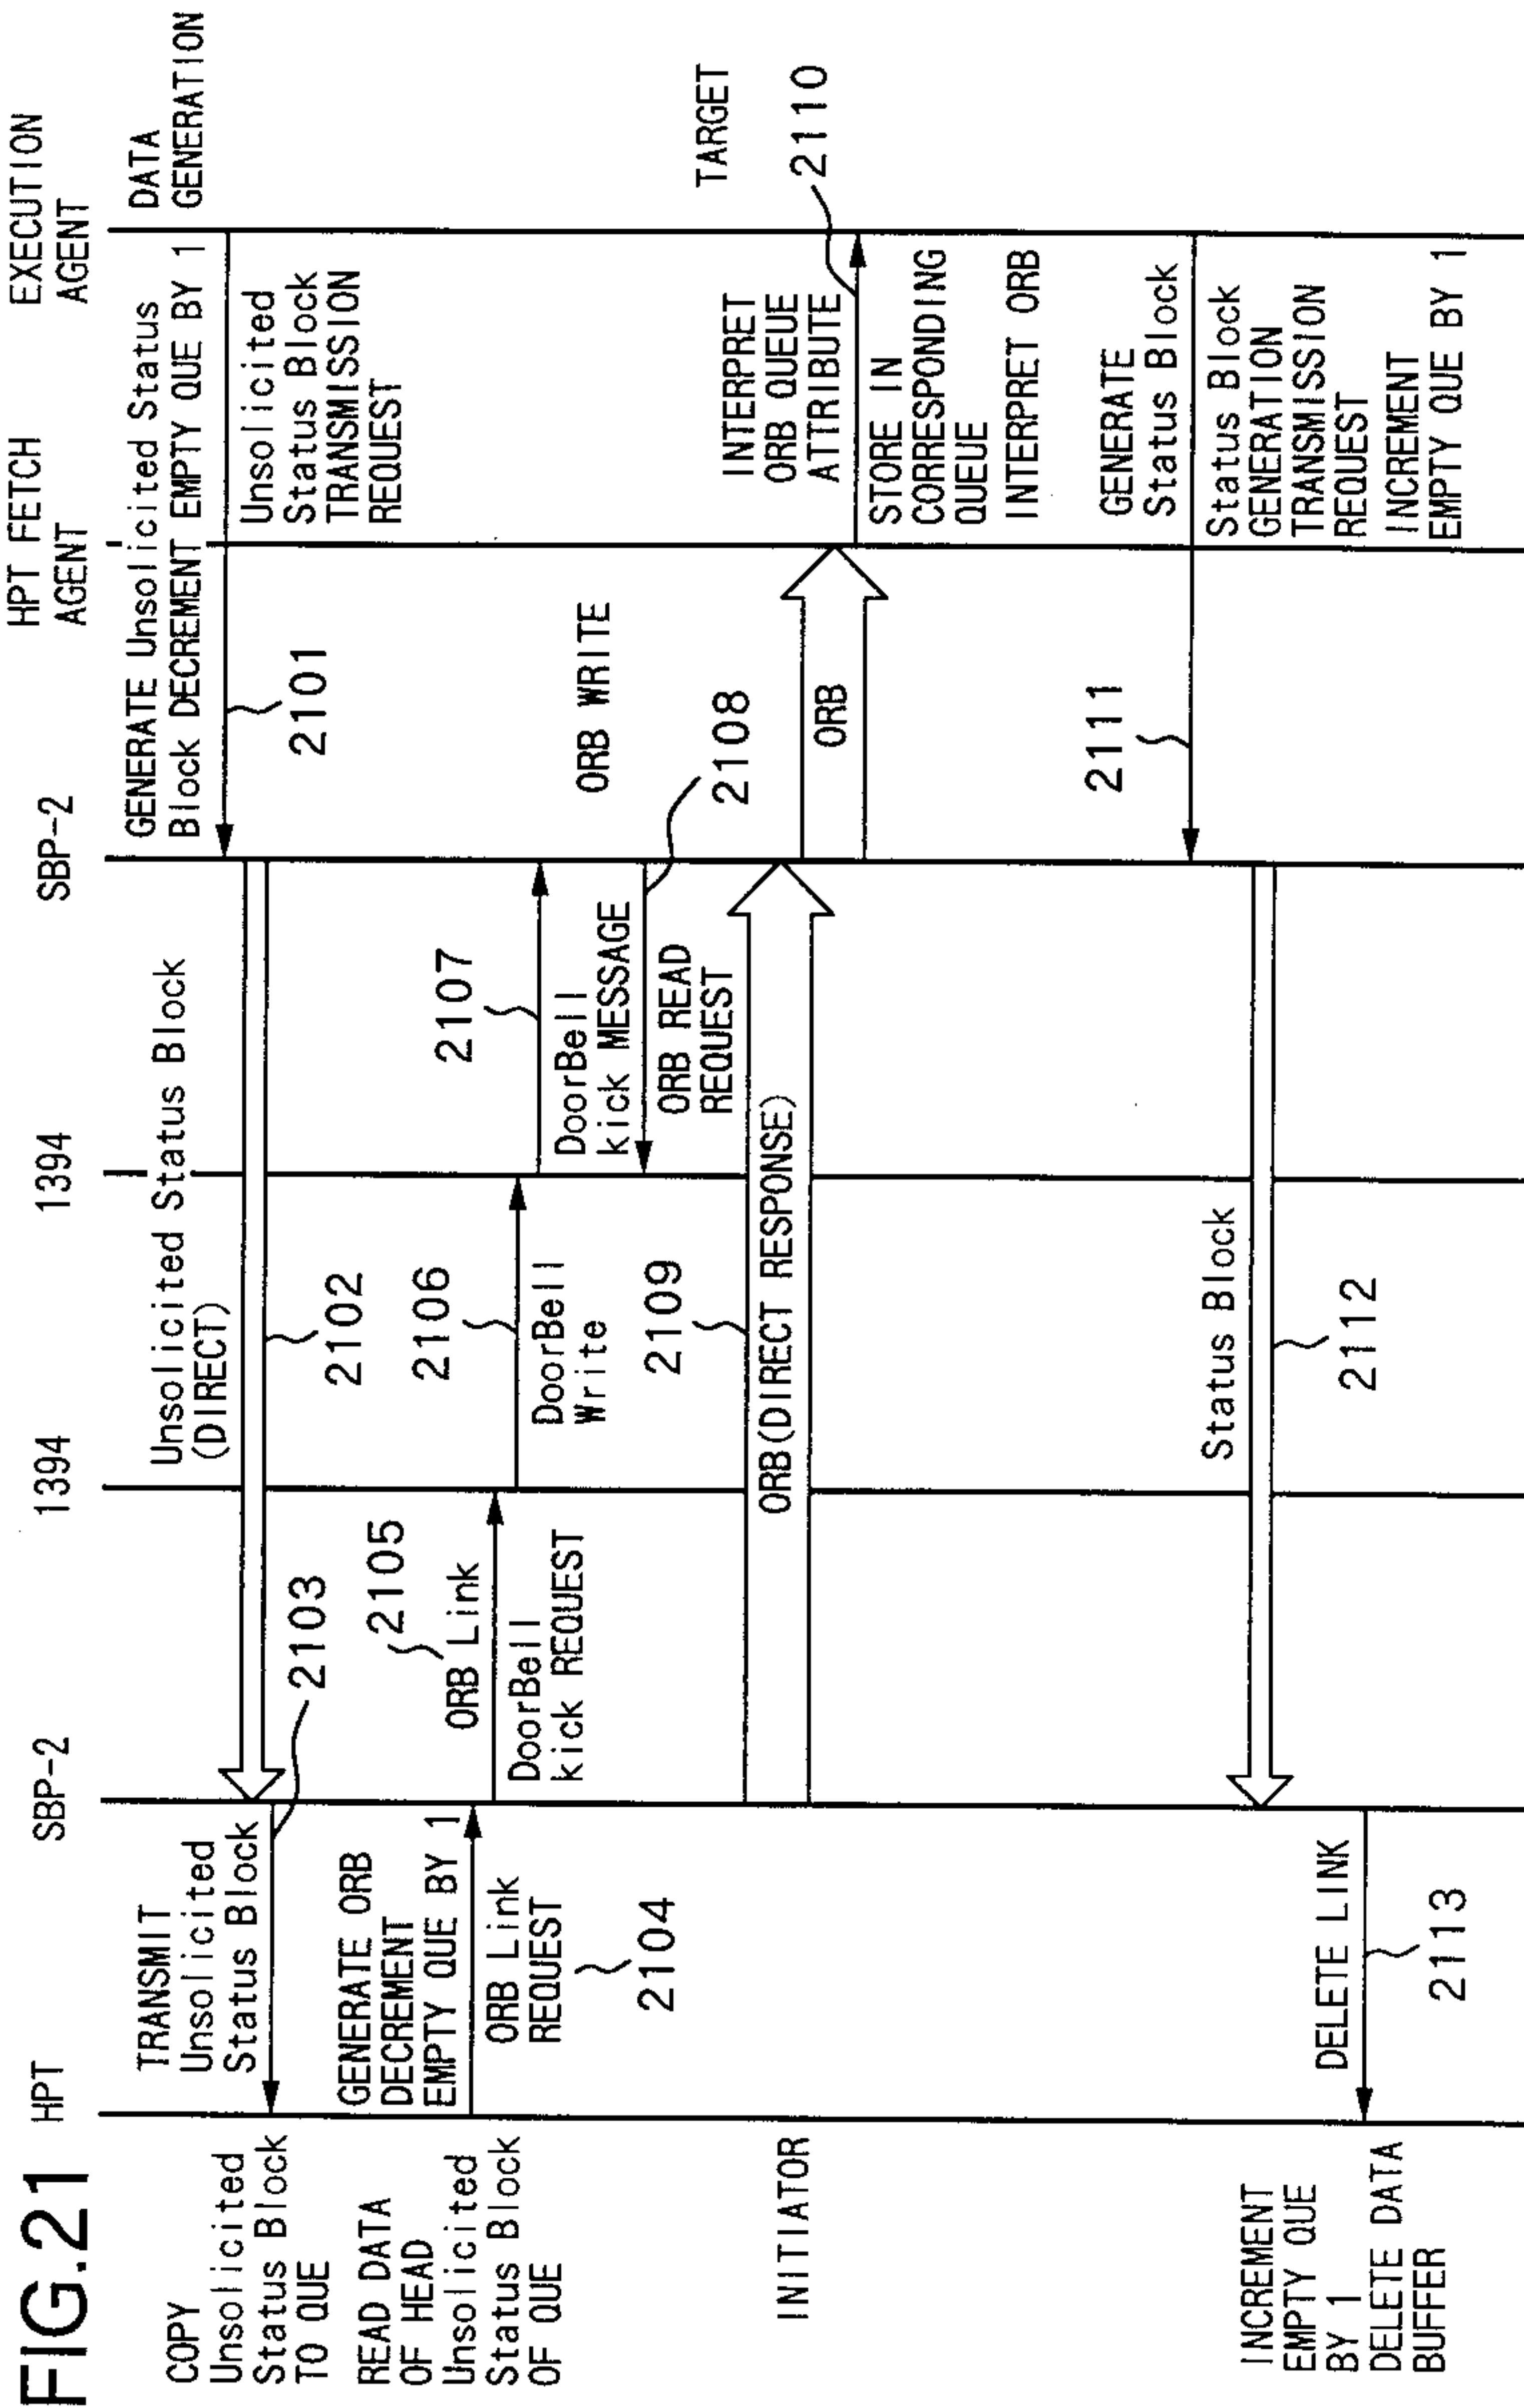 FIG.21
HPT
SBP-2
1394
1394
SBP-2
HPT FETCH
AGENT
EXECUTION
AGENT
COPY
Unsolicited
Status Block
TO QUE
TRANSMIT
Unsolicited
Status Block
2103
Unsolicited Status Block
(DIRECT)
2102
GENERATE Unsolicited Status
Block DECREMENT EMPTY QUE BY 1
2101
Unsolicited
Status Block
TRANSMISSION
REQUEST
DATA
GENERATION
READ DATA
OF HEAD
Unsolicited
Status Block
OF QUE
GENERATE ORB
DECREMENT
EMPTY QUE BY 1
ORB Link
REQUEST
2104
2105
ORB Link
DoorBell
kick REQUEST
2106
DoorBell
Write
2107
DoorBell
kick MESSAGE
ORB READ
REQUEST
ORB WRITE
2108
2109
ORB(DIRECT RESPONSE)
ORB
INTERPRET
ORB QUEUE
ATTRIBUTE
STORE IN
CORRESPONDING
QUEUE
INTERPRET ORB
INITIATOR
TARGET
2110
GENERATE
Status Block
2111
Status Block
GENERATION
TRANSMISSION
REQUEST
INCREMENT
EMPTY QUE BY 1
Status Block
2112
DELETE LINK
2113
INCREMENT
EMPTY QUE
BY 1
DELETE DATA
BUFFER